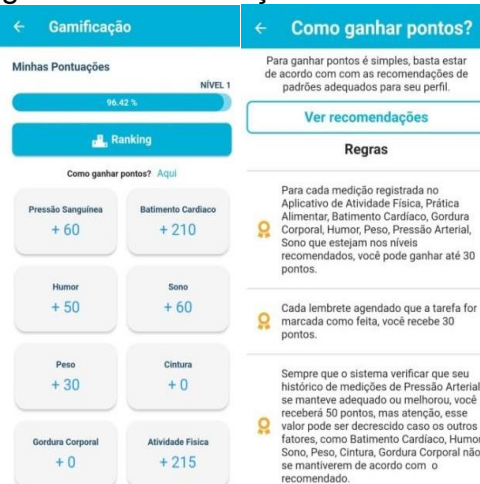 Gamificação
Minhas Pontuações
NÍVEL 1
96.42 %
Ranking
Como ganhar pontos? Aqui
Pressão Sanguínea
+ 60
Batimento Cardíaco
+ 210
Humor
+ 50
Sono
+ 60
Peso
+ 30
Cintura
+ 0
Gordura Corporal
+ 0
Atividade Física
+ 215
Como ganhar pontos?
Para ganhar pontos é simples, basta estar
de acordo com com as recomendações de
padrões adequados para seu perfil.
Ver recomendações
Regras
Para cada medição registrada no
Aplicativo de Atividade Física, Prática
Alimentar, Batimento Cardíaco, Gordura
Corporal, Humor, Peso, Pressão Arterial,
Sono que estejam nos níveis
recomendados, você pode ganhar até 30
pontos.
Cada lembrete agendado que a tarefa for
marcada como feita, você recebe 30
pontos.
Sempre que o sistema verificar que seu
histórico de medições de Pressão Arterial
se manteve adequado ou melhorou, você
receberá 50 pontos, mas atenção, esse
valor pode ser decrescido caso os outros
fatores, como Batimento Cardíaco, Humor
Sono, Peso, Cintura, Gordura Corporal não
se mantiverem de acordo com o
recomendado.